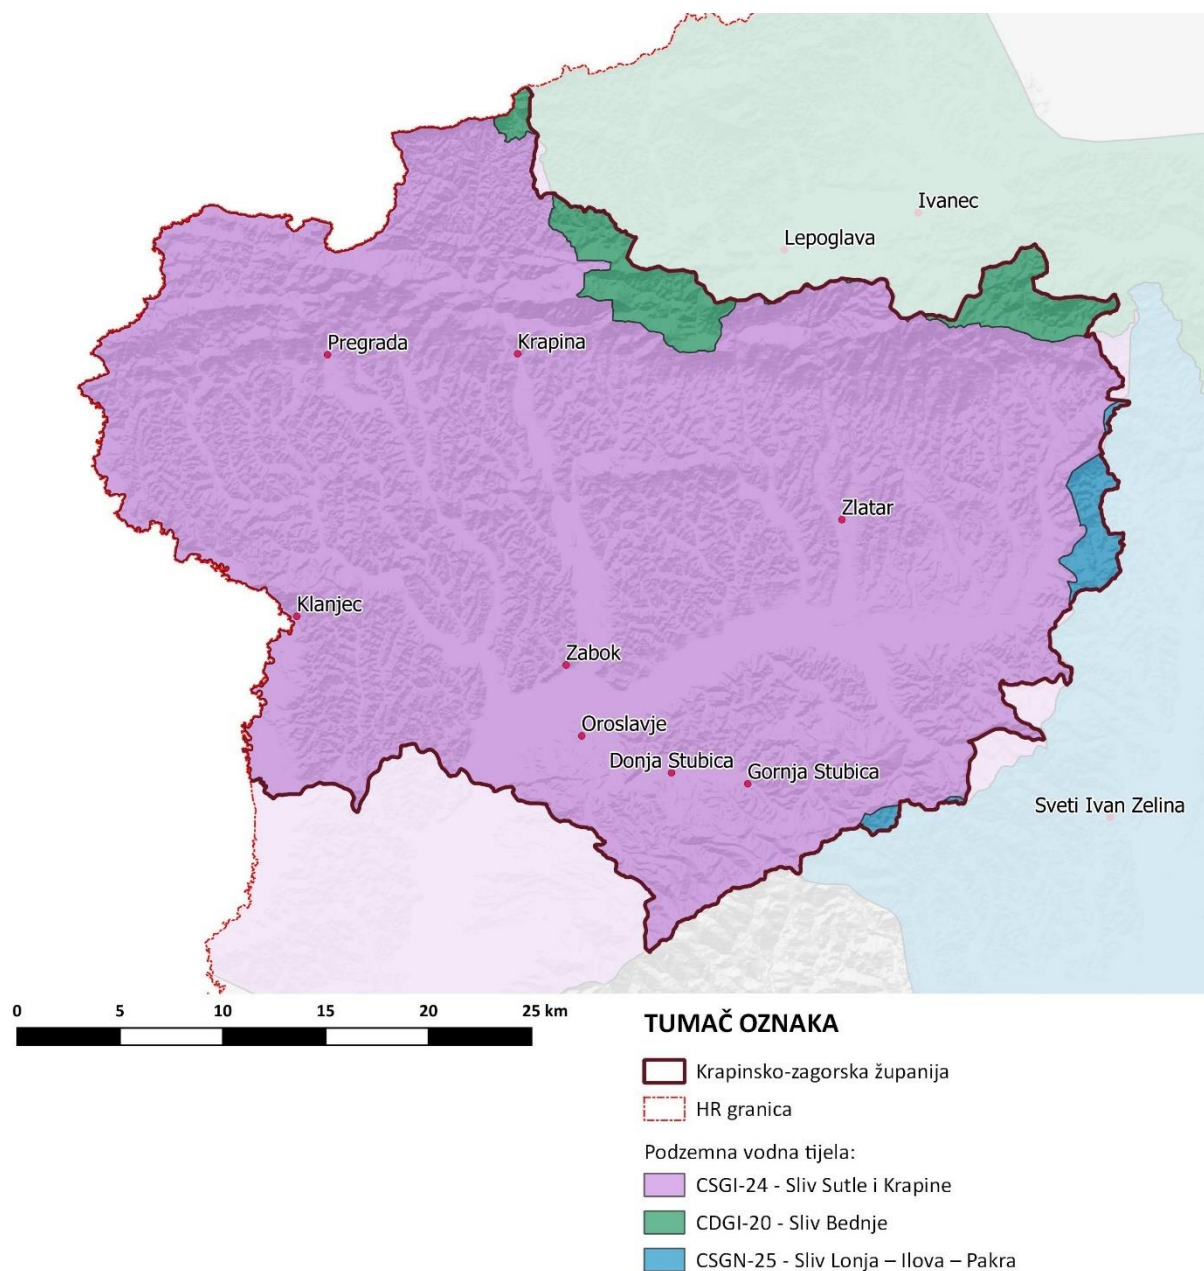 Ivanec
Lepoglava
Pregrada
Krapina
Zlatar
Klanjec
Zabok
Oroslavje
Donja Stubica
Gornja Stubica
Sveti Ivan Zelina
0 5 10 15 20 25 km
TUMAČ OZNAKA
Krapinsko-zagorska županija
HR granica
Podzemna vodna tijela:
CSGI-24 - Sliv Sutle i Krapine
CDGI-20 - Sliv Bednje
CSGN-25 - Sliv Lonja – Ilova – Pakra